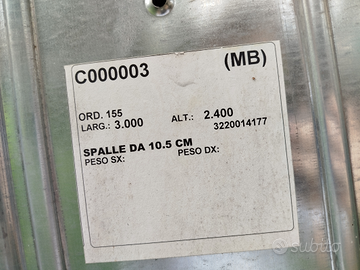 C000003 (MB)
ORD. 155
LARG.: 3.000 ALT.: 2.400
3220014177
SPALLE DA 10.5 CM
PESO SX: PESO DX:
subito